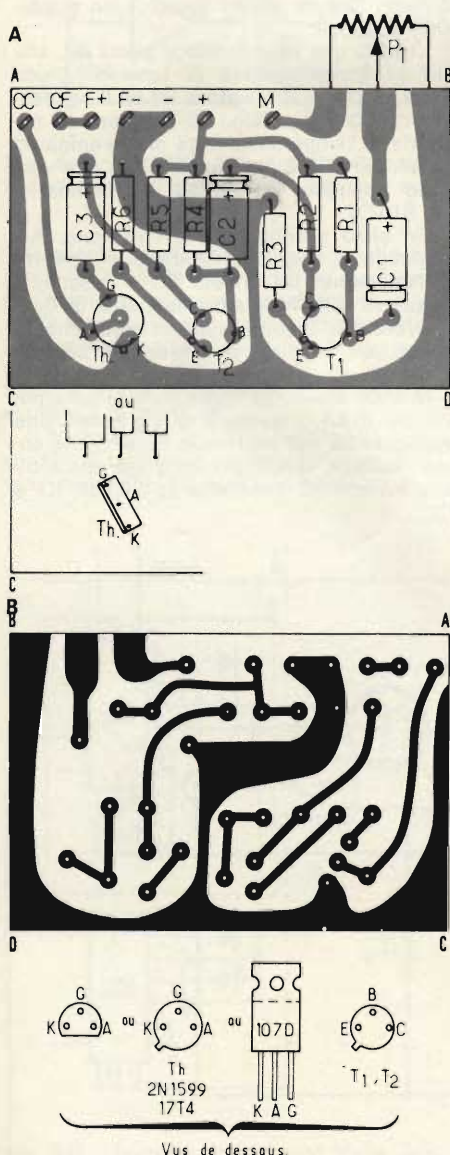 A
P1
A B
CC CF F+ F- - + M
+ + +
C3 R6 R5 R4 C2 R3 R2 R1 C1
G C C
A Th. K E T2 B E T1 B
C D
ou
G
A
Th. K
C
B
B A
D C
G G B
K A ou K A ou 107D E C
Th T1, T2
2N1599
17T4 K A G
Vus de dessous.